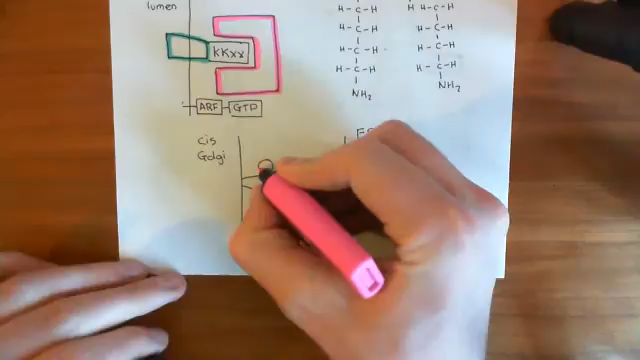 lumen
KKxx
ARF GTP
cis
Golgi
H-C-H H-C-H
H-C-H H-C-H
H-C-H H-C-H
H-C-H H-C-H
NH2 NH2